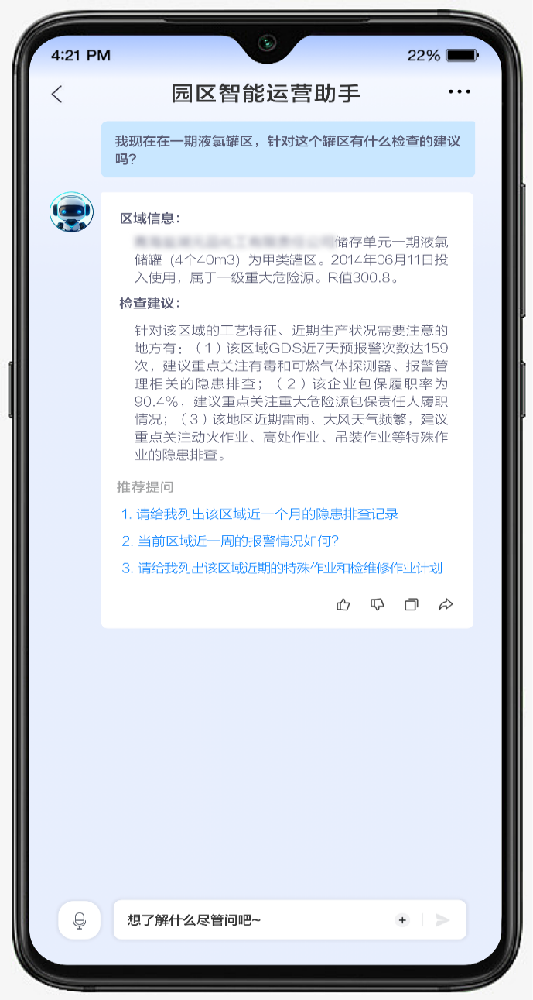 4:21 PM
22%
园区智能运营助手
我现在在一期液氯罐区，针对这个罐区有什么检查的建议
吗？
区域信息：
储存单元一期液氯
储罐（4个40m3）为甲类罐区。2014年06月11日投
入使用，属于一级重大危险源。R值300.8。
检查建议：
针对该区域的工艺特征、近期生产状况需要注意的
地方有：（1）该区域GDS近7天预报警次数达159
次，建议重点关注有毒和可燃气体探测器、报警管
理相关的隐患排查；（2）该企业包保履职率为
90.4%，建议重点关注重大危险源包保责任人履职
情况；（3）该地区近期雷雨、大风天气频繁，建议
重点关注动火作业、高处作业、吊装作业等特殊作
业的隐患排查。
推荐提问
1. 请给我列出该区域近一个月的隐患排查记录
2. 当前区域近一周的报警情况如何？
3. 请给我列出该区域近期的特殊作业和检维修作业计划
想了解什么尽管问吧~